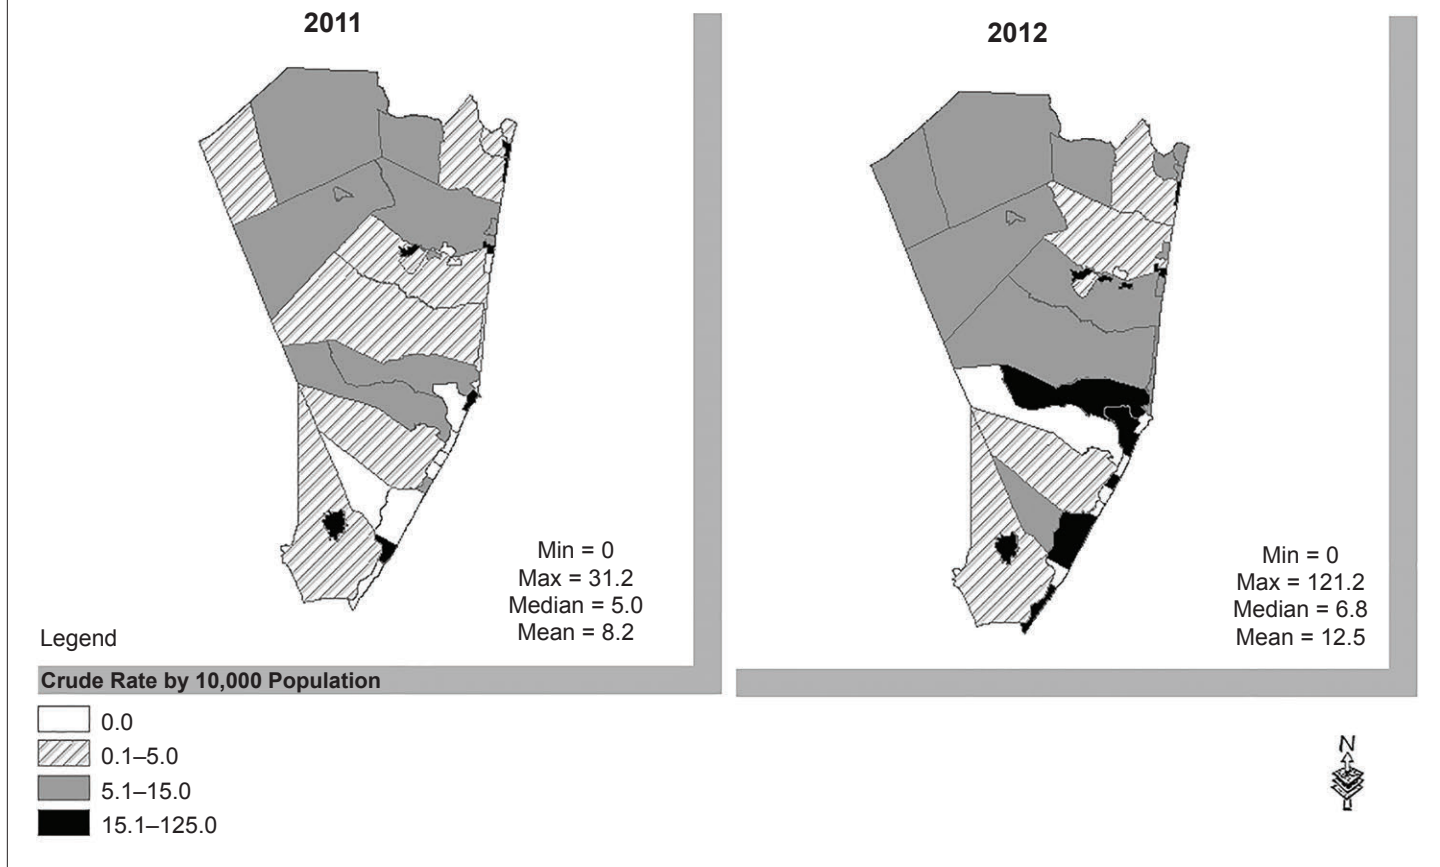 2011
2012
Min = 0
Max = 31.2
Median = 5.0
Mean = 8.2
Min = 0
Max = 121.2
Median = 6.8
Mean = 12.5
Legend
Crude Rate by 10,000 Population
0.0
0.1–5.0
5.1–15.0
15.1–125.0
N